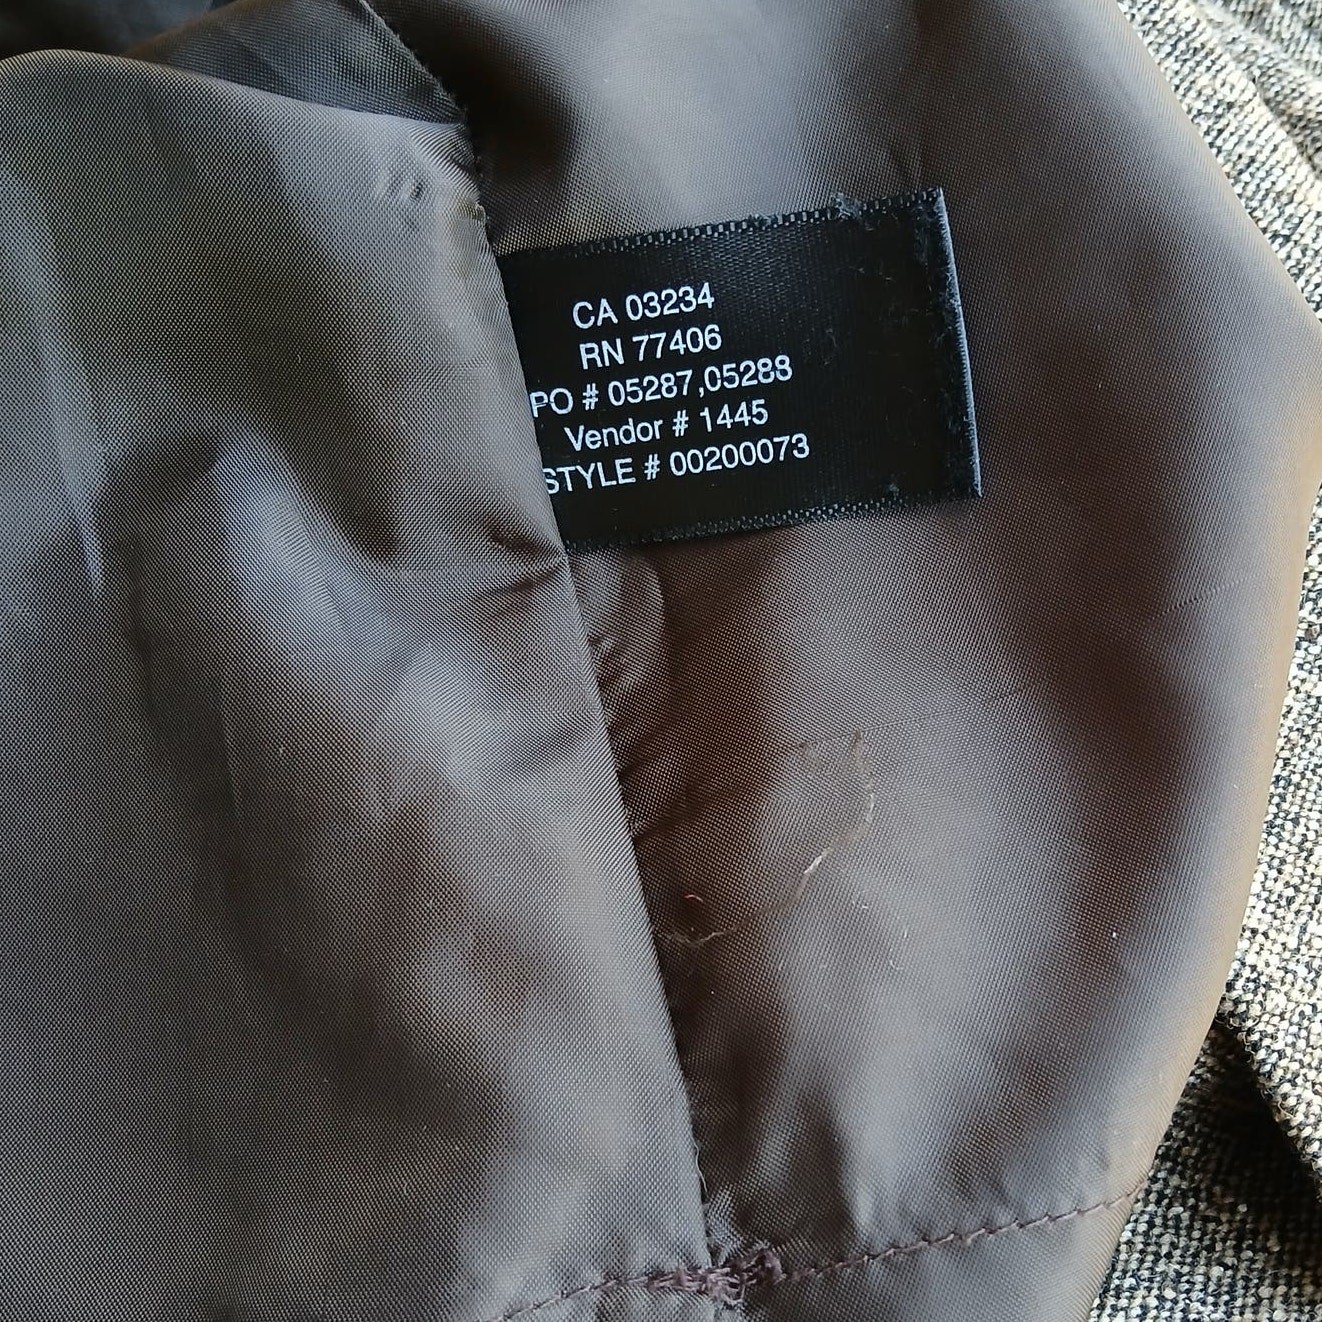 CA 03234
RN 77406
PO # 05287,05288
Vendor # 1445
STYLE # 00200073